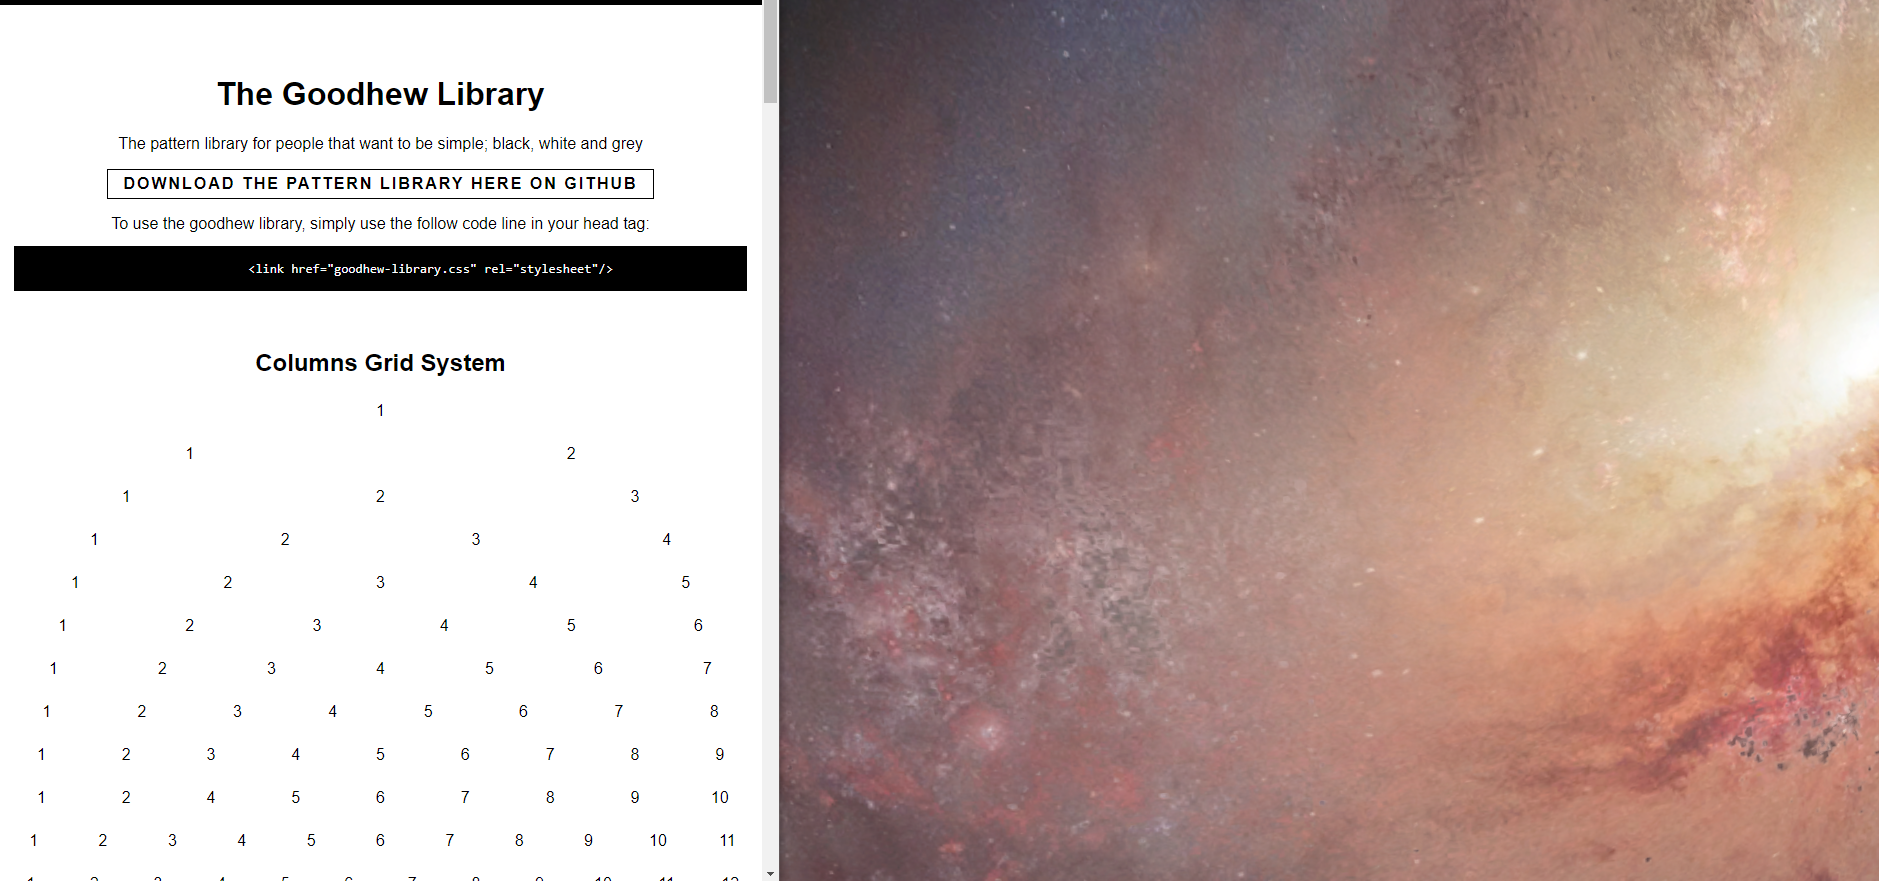 The Goodhew Library
The pattern library for people that want to be simple; black, white and grey
DOWNLOAD THE PATTERN LIBRARY HERE ON GITHUB
To use the goodhew library, simply use the follow code line in your head tag:
<link href="goodhew-library.css" rel="stylesheet"/>
Columns Grid System
1
1 2
1 2 3
1 2 3 4
1 2 3 4 5
1 2 3 4 5 6
1 2 3 4 5 6 7
1 2 3 4 5 6 7 8
1 2 3 4 5 6 7 8 9
1 2 4 5 6 7 8 9 10
1 2 3 4 5 6 7 8 9 10 11